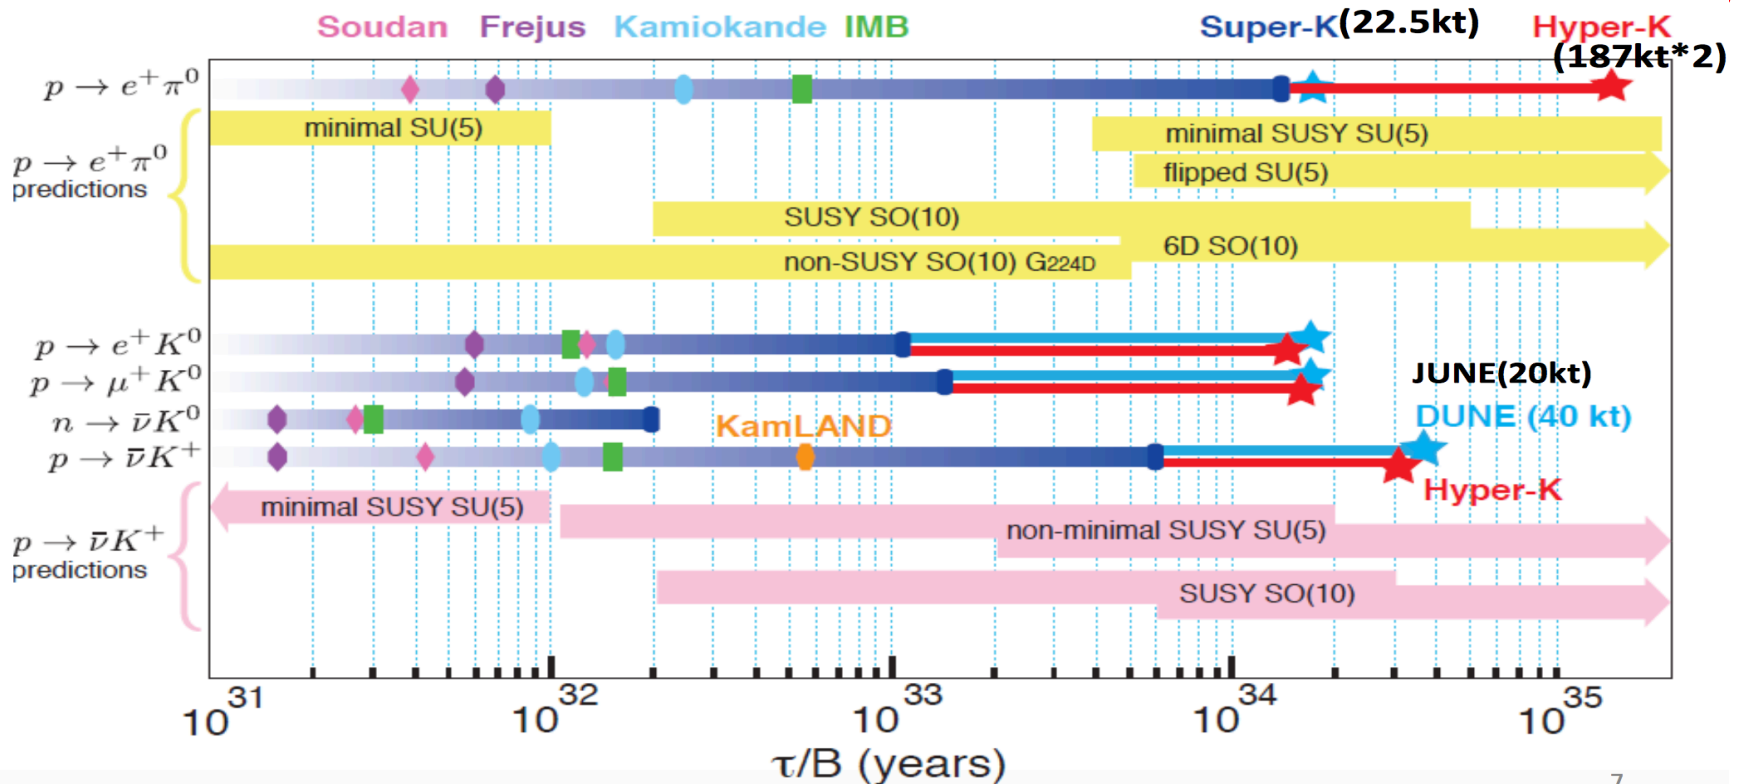 Soudan Frejus Kamiokande IMB Super-K(22.5kt) Hyper-K
(187kt*2)
p → e⁺π⁰
minimal SU(5) minimal SUSY SU(5)
p → e⁺π⁰
predictions
flipped SU(5)
SUSY SO(10)
6D SO(10)
non-SUSY SO(10) G₂₂₄D
p → e⁺K⁰
p → μ⁺K⁰
JUNE(20kt)
n → ν̄K⁰
KamLAND DUNE (40 kt)
p → ν̄K⁺
Hyper-K
minimal SUSY SU(5)
non-minimal SUSY SU(5)
p → ν̄K⁺
predictions
SUSY SO(10)
10³¹ 10³² 10³³ 10³⁴ 10³⁵
τ/B (years)
7